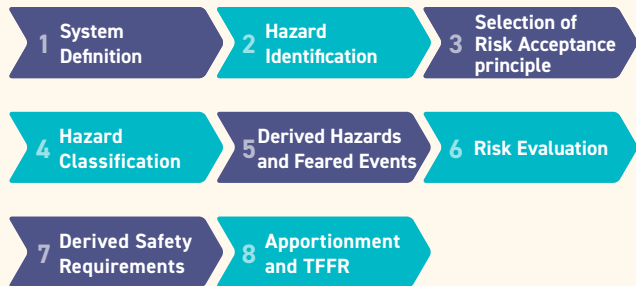 1 System
Definition
2 Hazard
Identification
3 Selection of
Risk Acceptance
principle
4 Hazard
Classification
5 Derived Hazards
and Feared Events
6 Risk Evaluation
7 Derived Safety
Requirements
8 Apportionment
and TFFR